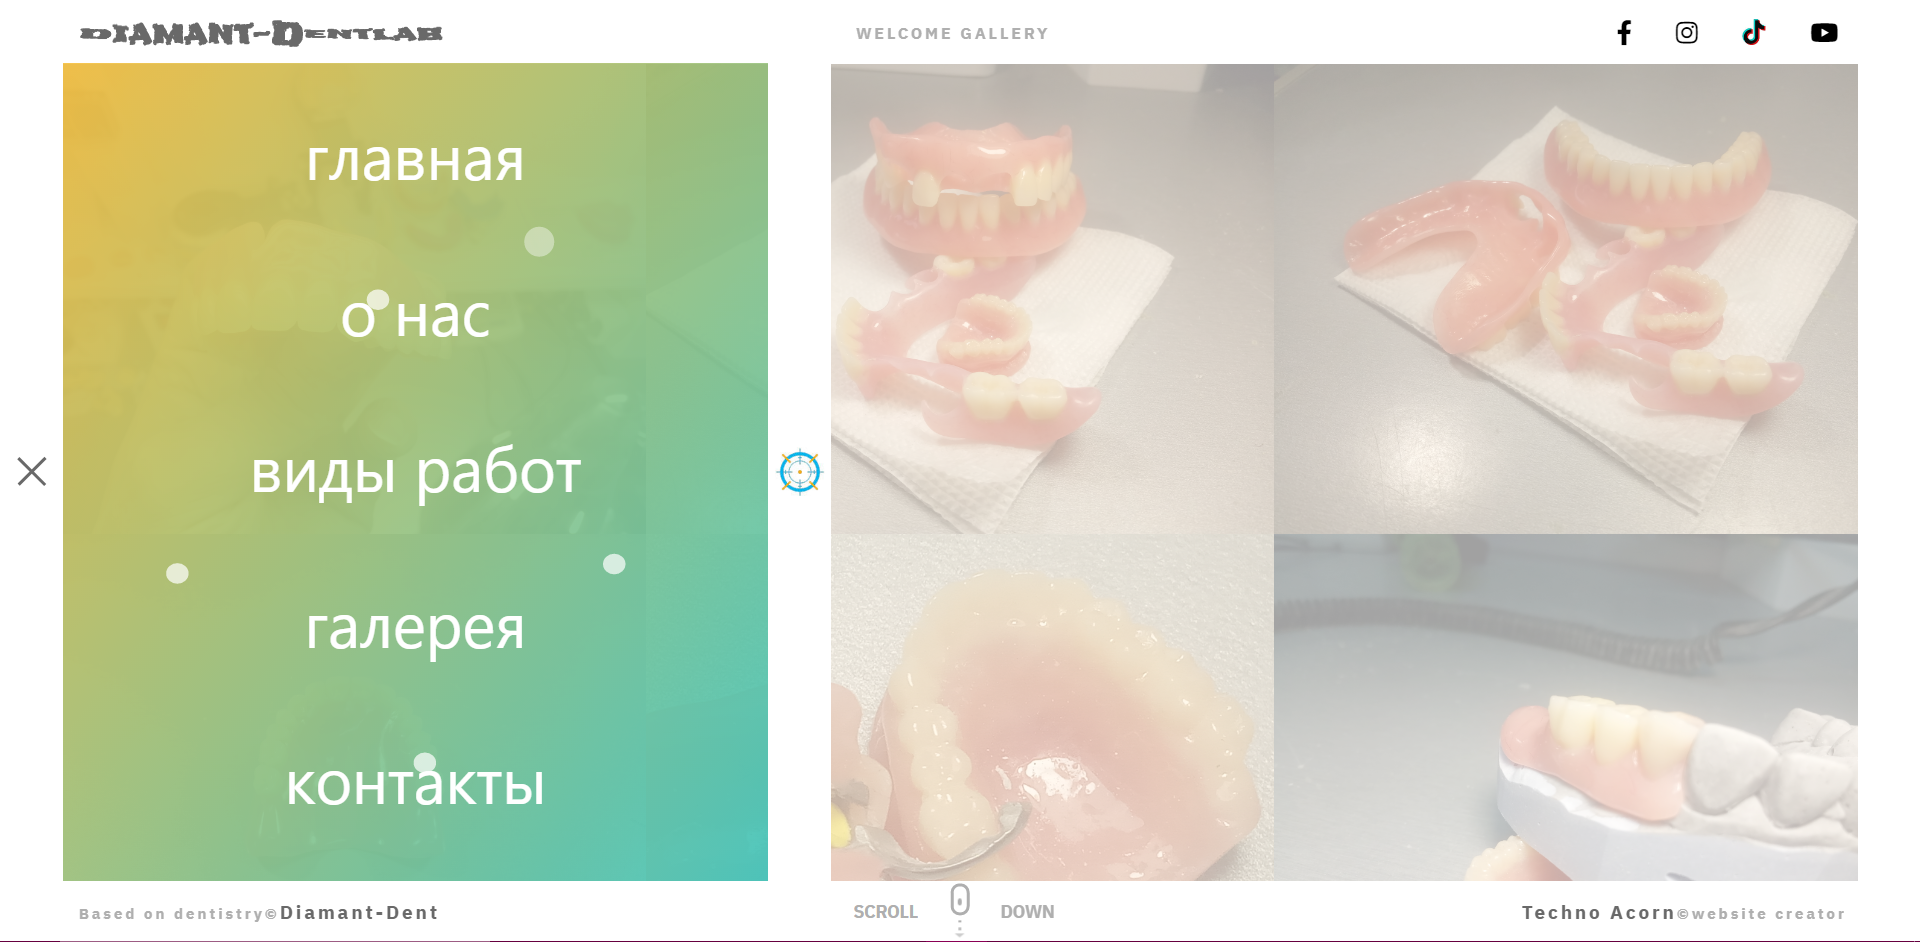 DIAMANT-DENTLAB
WELCOME GALLERY
главная
о нас
виды работ
галерея
контакты
Based on dentistry©Diamant-Dent
SCROLL DOWN
Techno Acorn©website creator